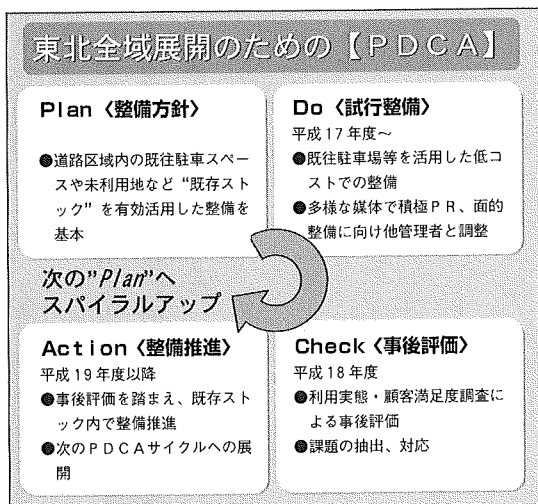 東北全域展開のための【PDCA】
Plan〈整備方針〉
●道路区域内の既往駐車スペー
スや未利用地など“既存スト
ック”を有効活用した整備を
基本
Do〈試行整備〉
平成17年度~
●既往駐車場等を活用した低コ
ストでの整備
●多様な媒体で積極PR、面的
整備に向け他管理者と調整
次の"Plan"へ
スパイラルアップ
Action〈整備推進〉
平成19年度以降
●事後評価を踏まえ、既存スト
ック内で整備推進
●次のPDCAサイクルへの展
開
Check〈事後評価〉
平成18年度
●利用実態・顧客満足度調査に
よる事後評価
●課題の抽出、対応